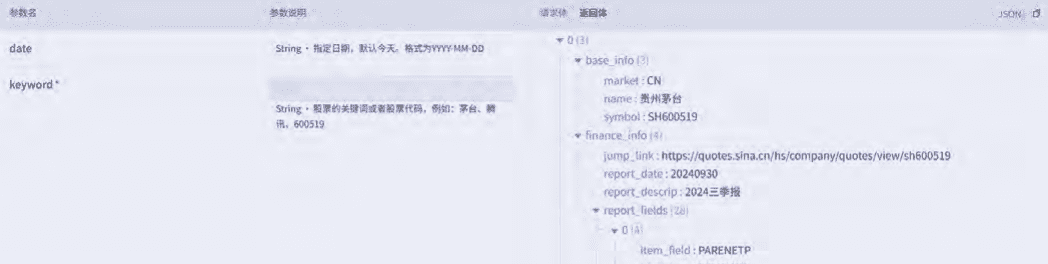 参数名 参数说明 请求体 返回体 JSON
date String • 指定日期，默认今天，格式为YYYY-MM-DD
keyword *
String • 股票的关键词或者股票代码，例如：茅台、腾
讯、600519
0 (3)
base_info (3)
market : CN
name : 贵州茅台
symbol : SH600519
finance_info (4)
jump_link : https://quotes.sina.cn/hs/company/quotes/view/sh600519
report_date : 20240930
report_descrip : 2024三季报
report_fields (28)
0 (4)
item_field : PARENETP